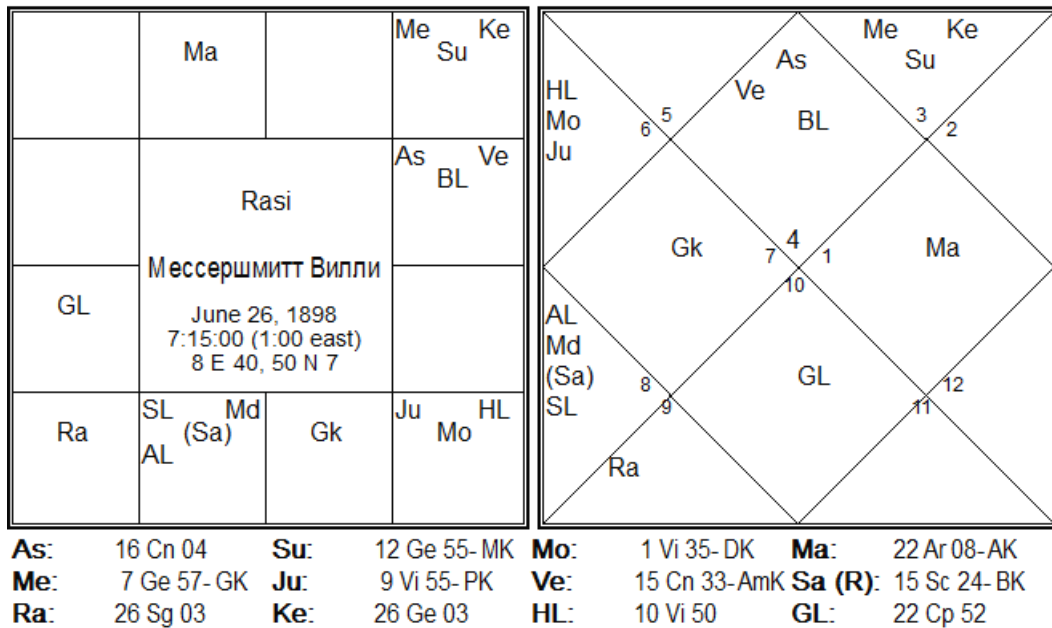 Ma
Me Ke
Su
As Ve
BL
Rasi
Мессершмитт Вилли
June 26, 1898
7:15:00 (1:00 east)
8 E 40, 50 N 7
GL
Ra
SL Md
(Sa)
AL
Gk
Ju HL
Mo
Me Ke
Su
As
Ve
BL
HL
Mo
Ju
5
6
3
2
Gk
7 4 1
10
Ma
AL
Md
(Sa)
SL
8
9
GL
12
11
Ra
As: 16 Cn 04 Su: 12 Ge 55- MK Mo: 1 Vi 35- DK Ma: 22 Ar 08- AK
Me: 7 Ge 57- GK Ju: 9 Vi 55- PK Ve: 15 Cn 33- AmK Sa (R): 15 Sc 24- BK
Ra: 26 Sg 03 Ke: 26 Ge 03 HL: 10 Vi 50 GL: 22 Cp 52